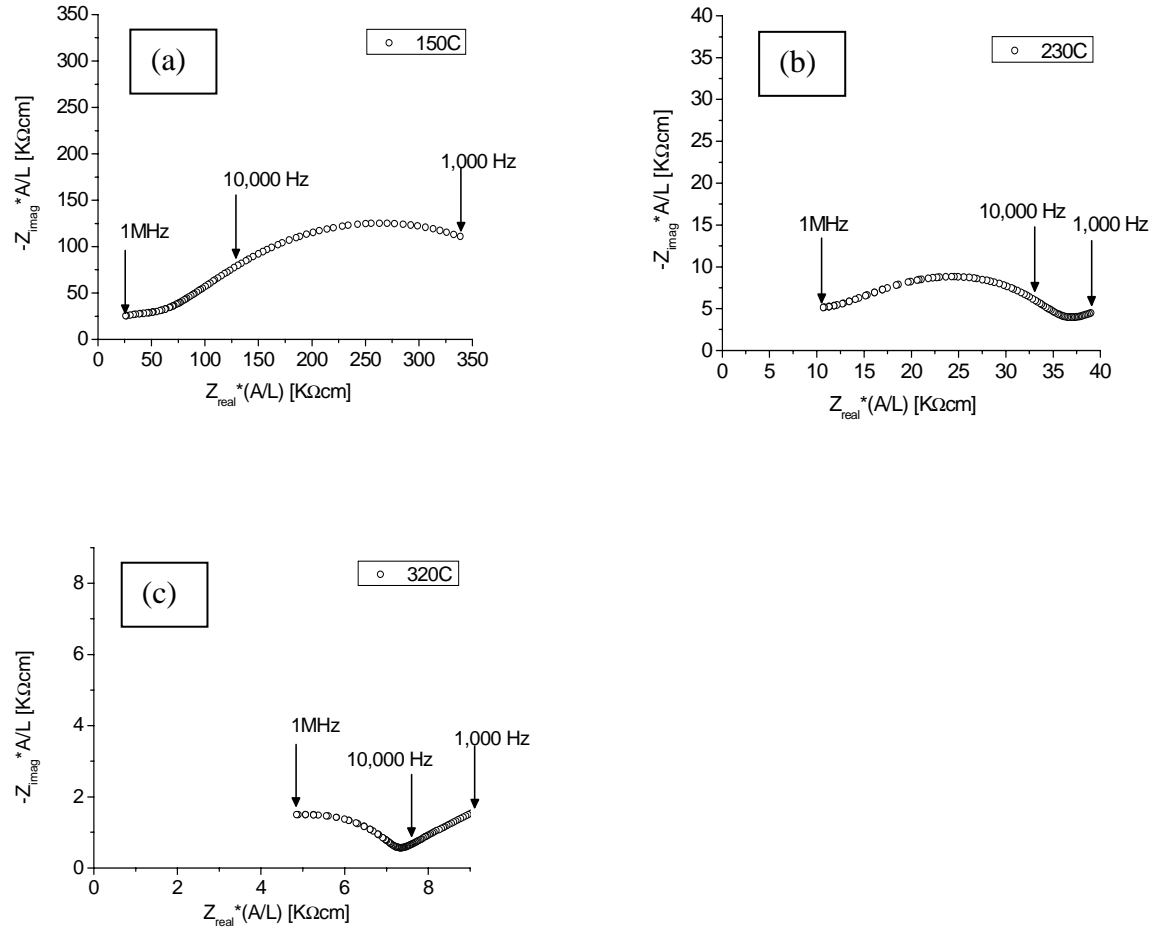 (a)
150C
350
300
250
200
150
100
50
0
-Z_imag*A/L [KΩcm]
1MHz
10,000 Hz
1,000 Hz
0 50 100 150 200 250 300 350
Z_real*(A/L) [KΩcm]
(b)
230C
40
35
30
25
20
15
10
5
0
-Z_imag*A/L [KΩcm]
1MHz
10,000 Hz
1,000 Hz
0 5 10 15 20 25 30 35 40
Z_real*(A/L) [KΩcm]
(c)
320C
8
6
4
2
0
-Z_imag*A/L [KΩcm]
1MHz
10,000 Hz
1,000 Hz
0 2 4 6 8
Z_real*(A/L) [KΩcm]